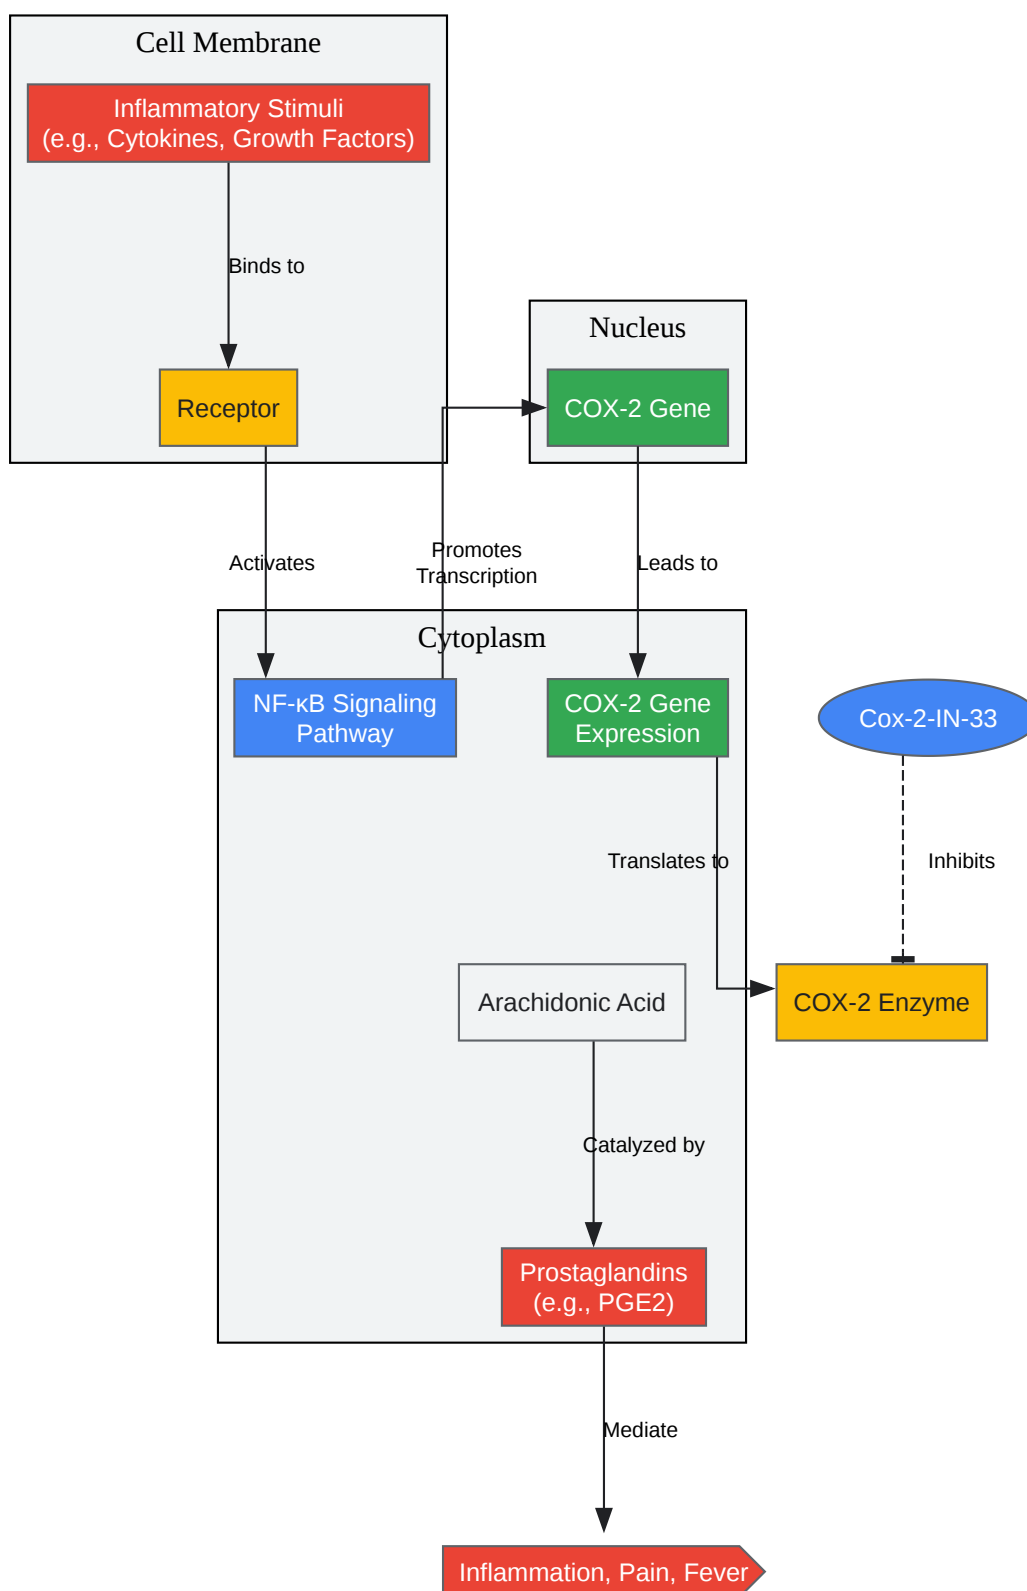 Cell Membrane
Inflammatory Stimuli
(e.g., Cytokines, Growth Factors)
Binds to
Nucleus
Receptor
COX-2 Gene
Activates
Promotes
Transcription
Leads to
Cytoplasm
NF-κB Signaling
Pathway
COX-2 Gene
Expression
Cox-2-IN-33
Translates to
Inhibits
Arachidonic Acid
COX-2 Enzyme
Catalyzed by
Prostaglandins
(e.g., PGE2)
Mediate
Inflammation, Pain, Fever